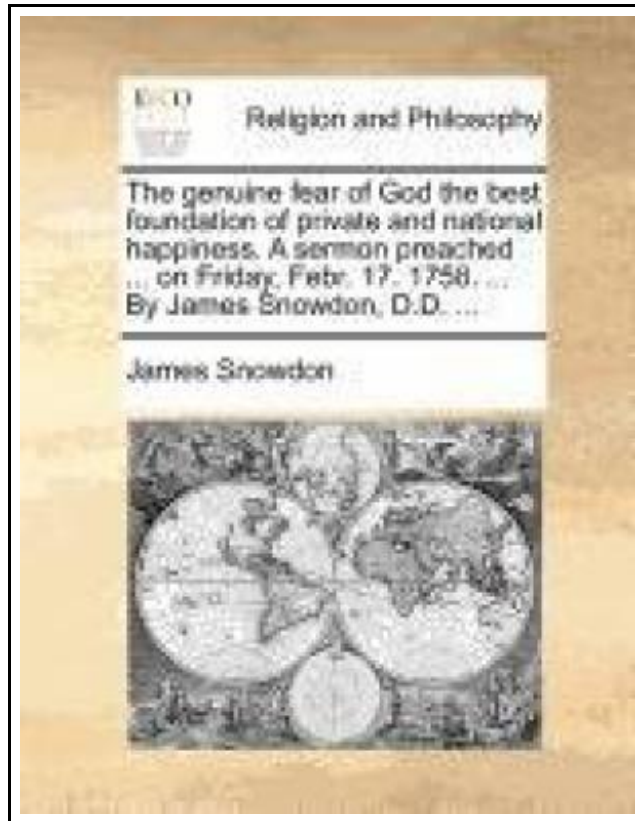 ECCO
Religion and Philosophy
The genuine fear of God the best
foundation of private and national
happiness. A sermon preached
... on Friday, Febr. 17. 1758. ...
By James Snowdon, D.D. ...
James Snowdon